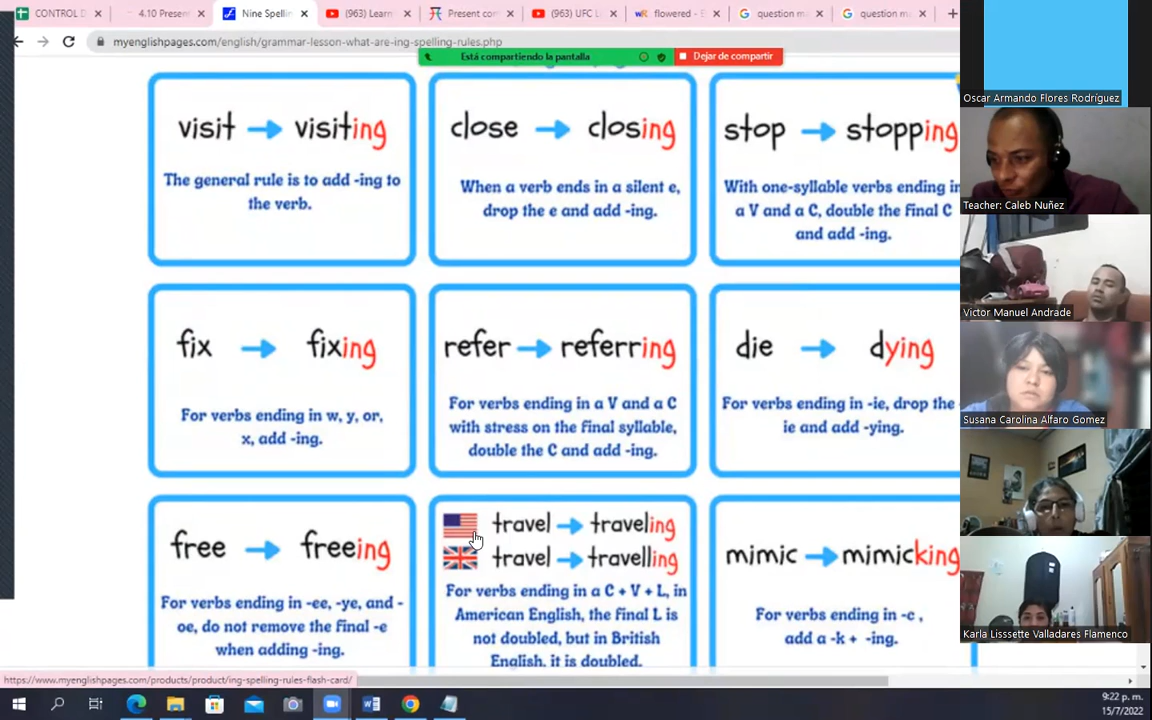 CONTROL D
4.10 Present
Nine Spellin
(963) Learn
Present con
(963) UFC L
flowered - E
question ma
question ma
myenglishpages.com/english/grammar-lesson-what-are-ing-spelling-rules.php
Está compartiendo la pantalla
Dejar de compartir
visit → visiting
The general rule is to add -ing to
the verb.
close → closing
When a verb ends in a silent e,
drop the e and add -ing.
stop → stopping
With one-syllable verbs ending in
a V and a C, double the final C
and add -ing.
fix → fixing
For verbs ending in w, y, or,
x, add -ing.
refer → referring
For verbs ending in a V and a C
with stress on the final syllable,
double the C and add -ing.
die → dying
For verbs ending in -ie, drop the
ie and add -ying.
free → freeing
For verbs ending in -ee, -ye, and -
oe, do not remove the final -e
when adding -ing.
travel → traveling
travel → travelling
For verbs ending in a C + V + L, in
American English, the final L is
not doubled, but in British
English, it is doubled.
mimic → mimicking
For verbs ending in -c ,
add a -k + -ing.
Oscar Armando Flores Rodríguez
Teacher: Caleb Nuñez
Victor Manuel Andrade
Susana Carolina Alfaro Gomez
Karla Lisssette Valladares Flamenco
https://www.myenglishpages.com/products/product/ing-spelling-rules-flash-card/
9:22 p. m.
15/7/2022